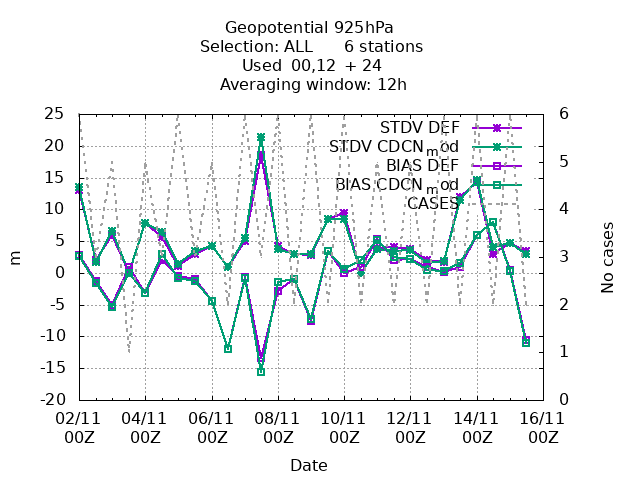 Geopotential 925hPa
Selection: ALL 6 stations
Used 00,12 + 24
Averaging window: 12h
25 6
STDV DEF
20
STDV CDCN_mod
5
15 BIAS DEF
BIAS CDCN_mod
10 4
CASES
5 3
0
-5 2
-10
1
-15
-20 0
m
No cases
02/11 04/11 06/11 08/11 10/11 12/11 14/11 16/11
00Z 00Z 00Z 00Z 00Z 00Z 00Z 00Z
Date